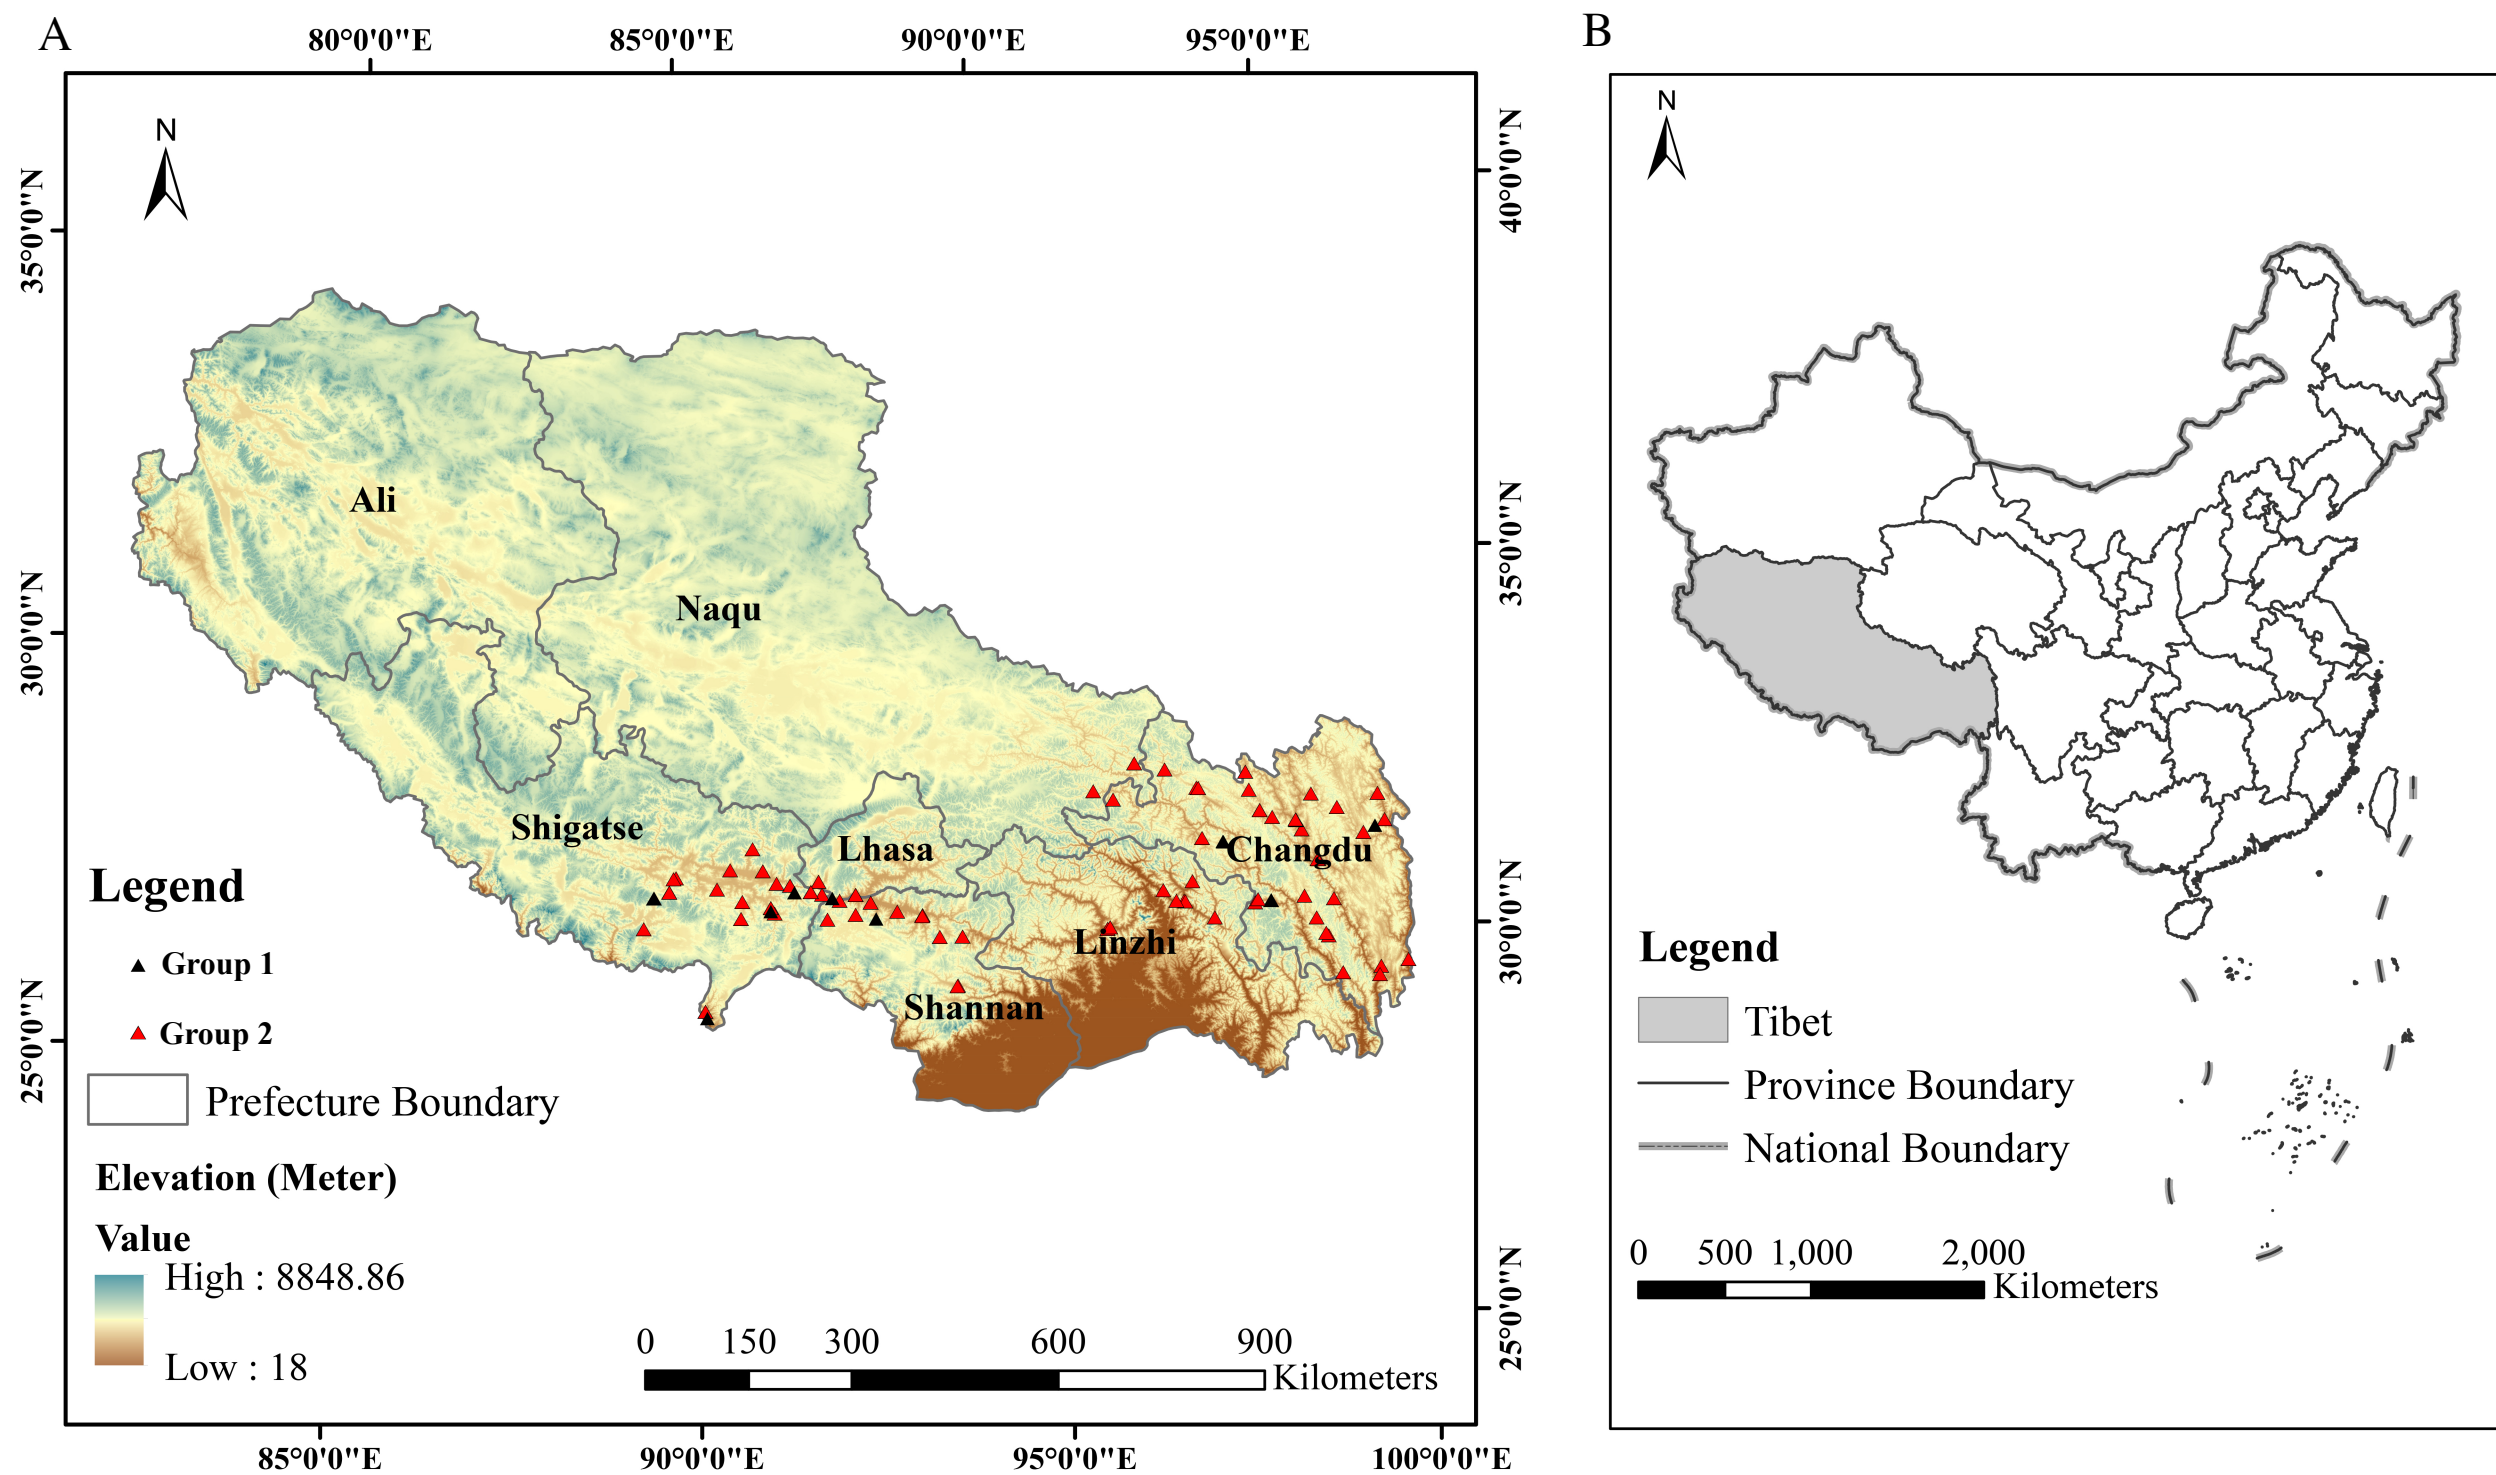 A
80°0'0"E 85°0'0"E 90°0'0"E 95°0'0"E
N
35°0'0"N
30°0'0"N
25°0'0"N
40°0'0"N
35°0'0"N
30°0'0"N
25°0'0"N
Ali
Naqu
Shigatse
Lhasa
Changdu
Linzhi
Shannan
Legend
Group 1
Group 2
Prefecture Boundary
Elevation (Meter)
Value
High : 8848.86
Low : 18
0 150 300 600 900
Kilometers
85°0'0"E 90°0'0"E 95°0'0"E 100°0'0"E
B
N
Legend
Tibet
Province Boundary
National Boundary
0 500 1,000 2,000
Kilometers